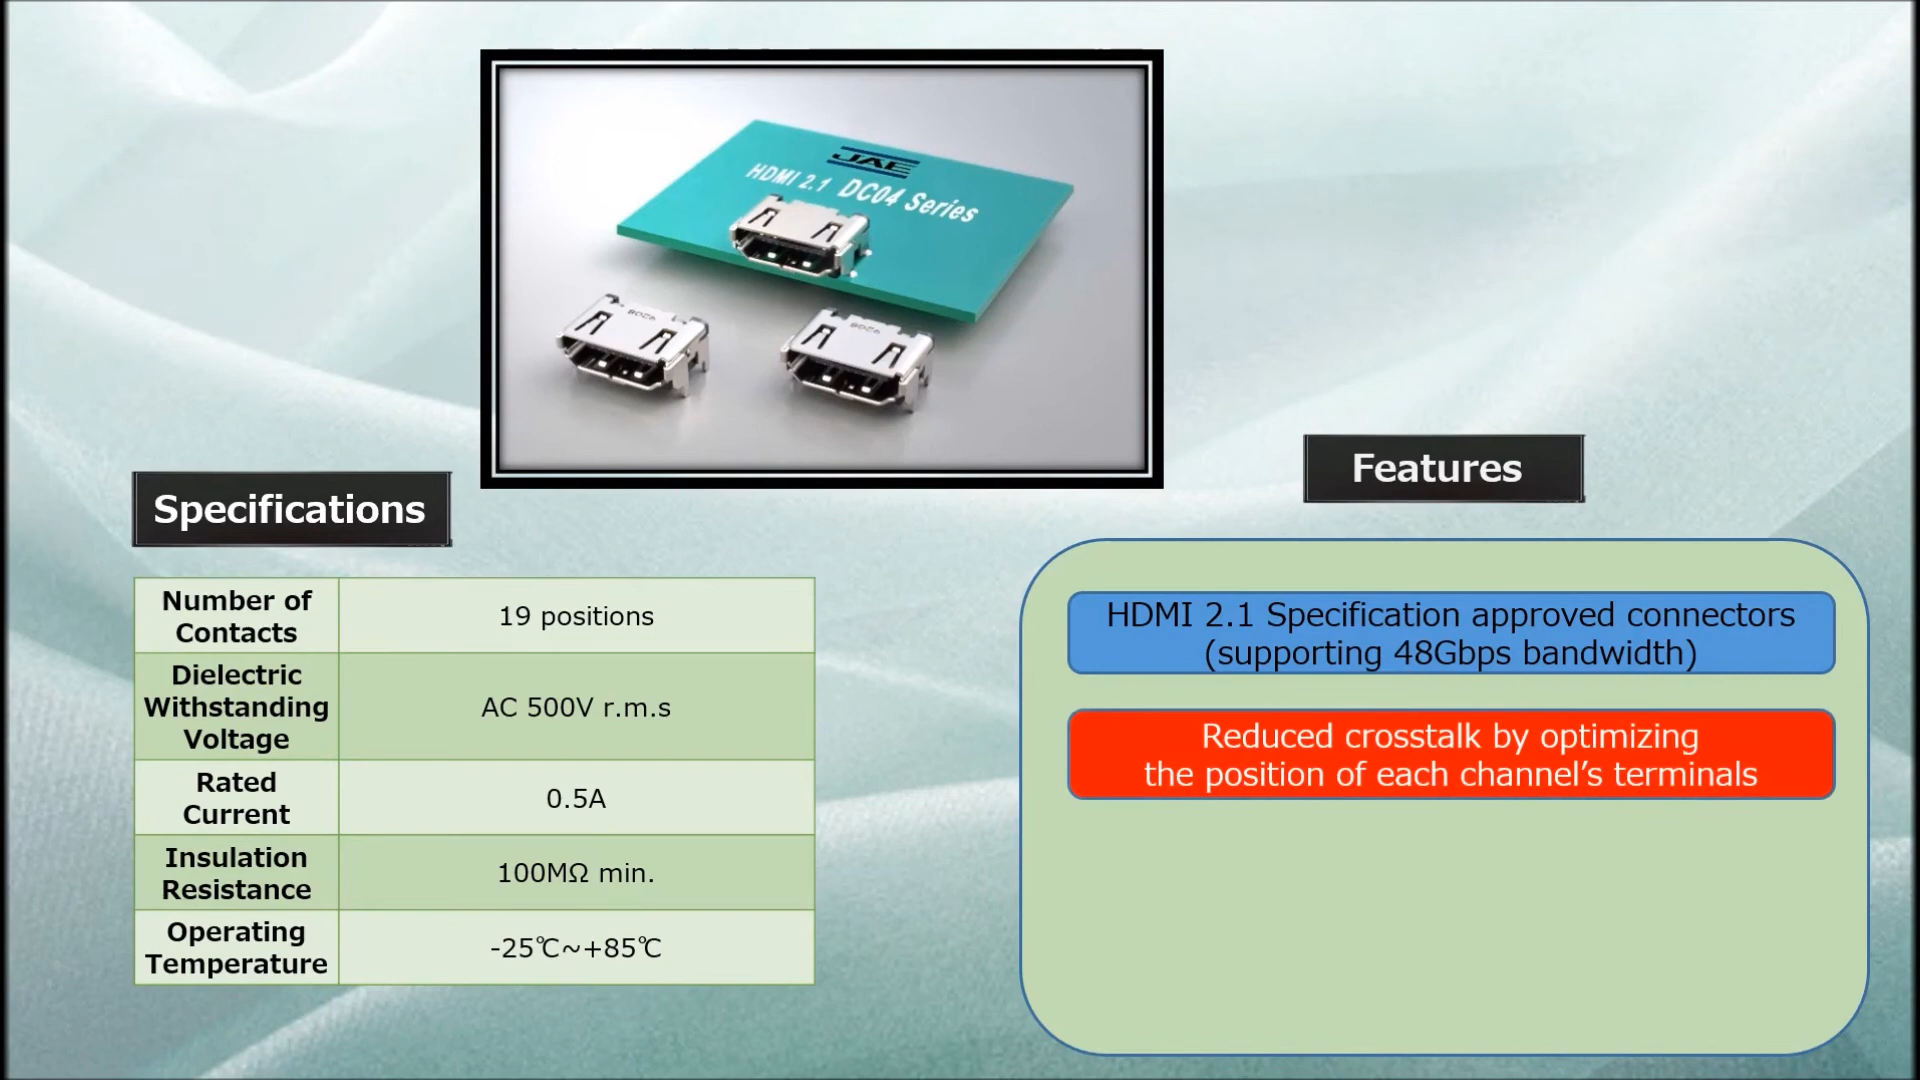 JAE
HDMI 2.1 DC04 Series
Specifications
Number of
Contacts
19 positions
Dielectric
Withstanding
Voltage
AC 500V r.m.s
Rated
Current
0.5A
Insulation
Resistance
100MΩ min.
Operating
Temperature
-25℃~+85℃
Features
HDMI 2.1 Specification approved connectors
(supporting 48Gbps bandwidth)
Reduced crosstalk by optimizing
the position of each channel’s terminals